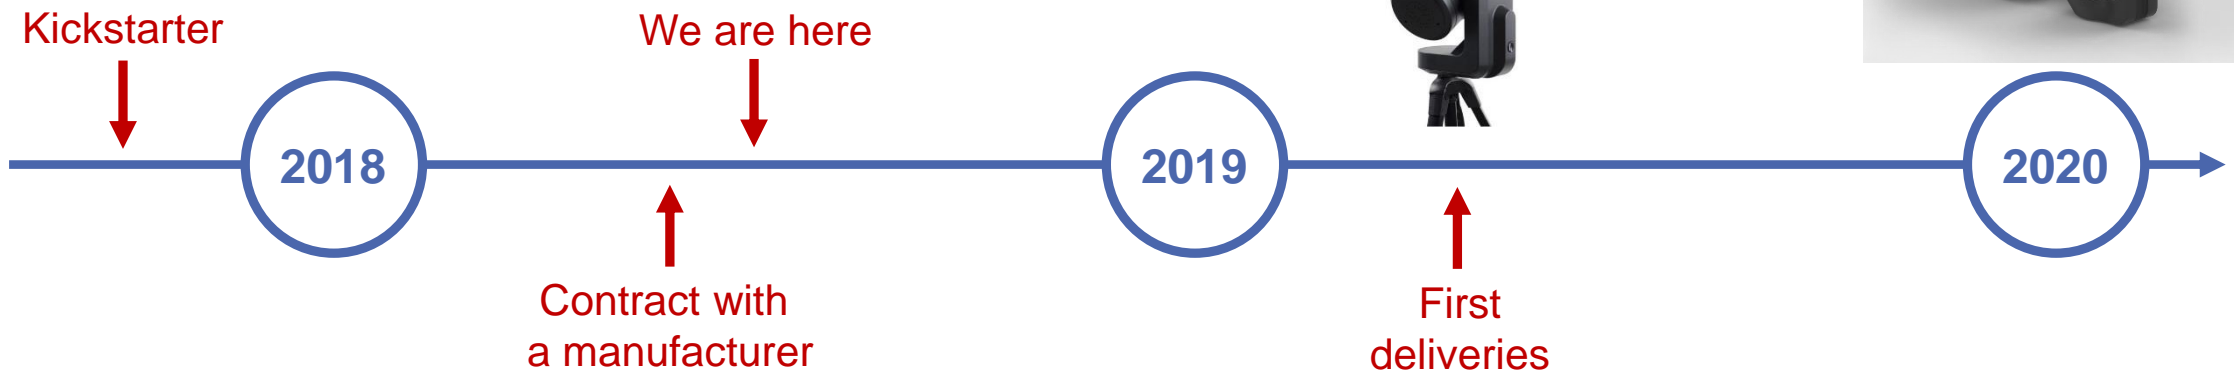 Kickstarter
We are here
2018
2019
2020
Contract with
a manufacturer
First
deliveries